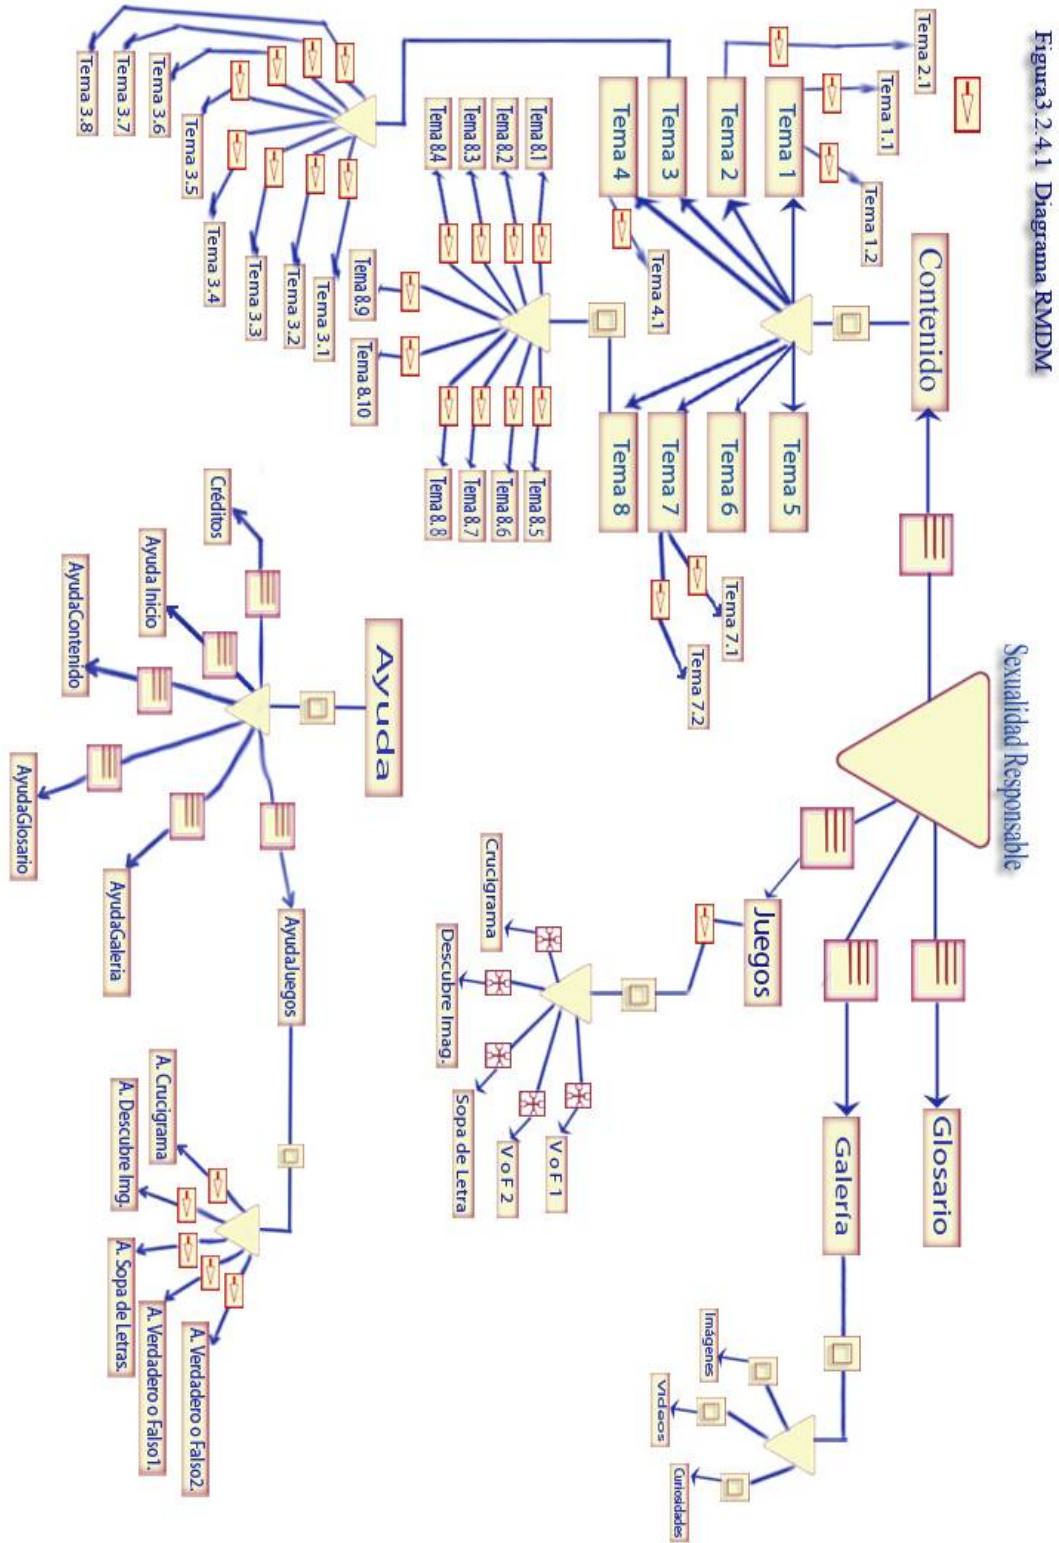 Figura3.2.4.1 Diagrama RMDM
Sexualidad Responsable
Contenido
Tema 1
Tema 2
Tema 3
Tema 4
Tema 5
Tema 6
Tema 7
Tema 8
Tema 1.1
Tema 1.2
Tema 2.1
Tema 4.1
Tema 7.1
Tema 7.2
Tema 3.1
Tema 3.2
Tema 3.3
Tema 3.4
Tema 3.5
Tema 3.6
Tema 3.7
Tema 3.8
Tema 8.1
Tema 8.2
Tema 8.3
Tema 8.4
Tema 8.5
Tema 8.6
Tema 8.7
Tema 8. 8
Tema 8.9
Tema 8.10
Glosario
Galería
Imágenes
Videos
Curiosidades
Juegos
Crucigrama
Descubre Imag.
Sopa de Letra
V o F 2
V o F 1
Ayuda
Créditos
Ayuda Inicio
AyudaContenido
AyudaGlosario
AyudaGaleria
AyudaJuegos
A. Crucigrama
A. Descubre Img.
A. Sopa de Letras.
A. Verdadero o Falso1.
A. Verdadero o Falso2.